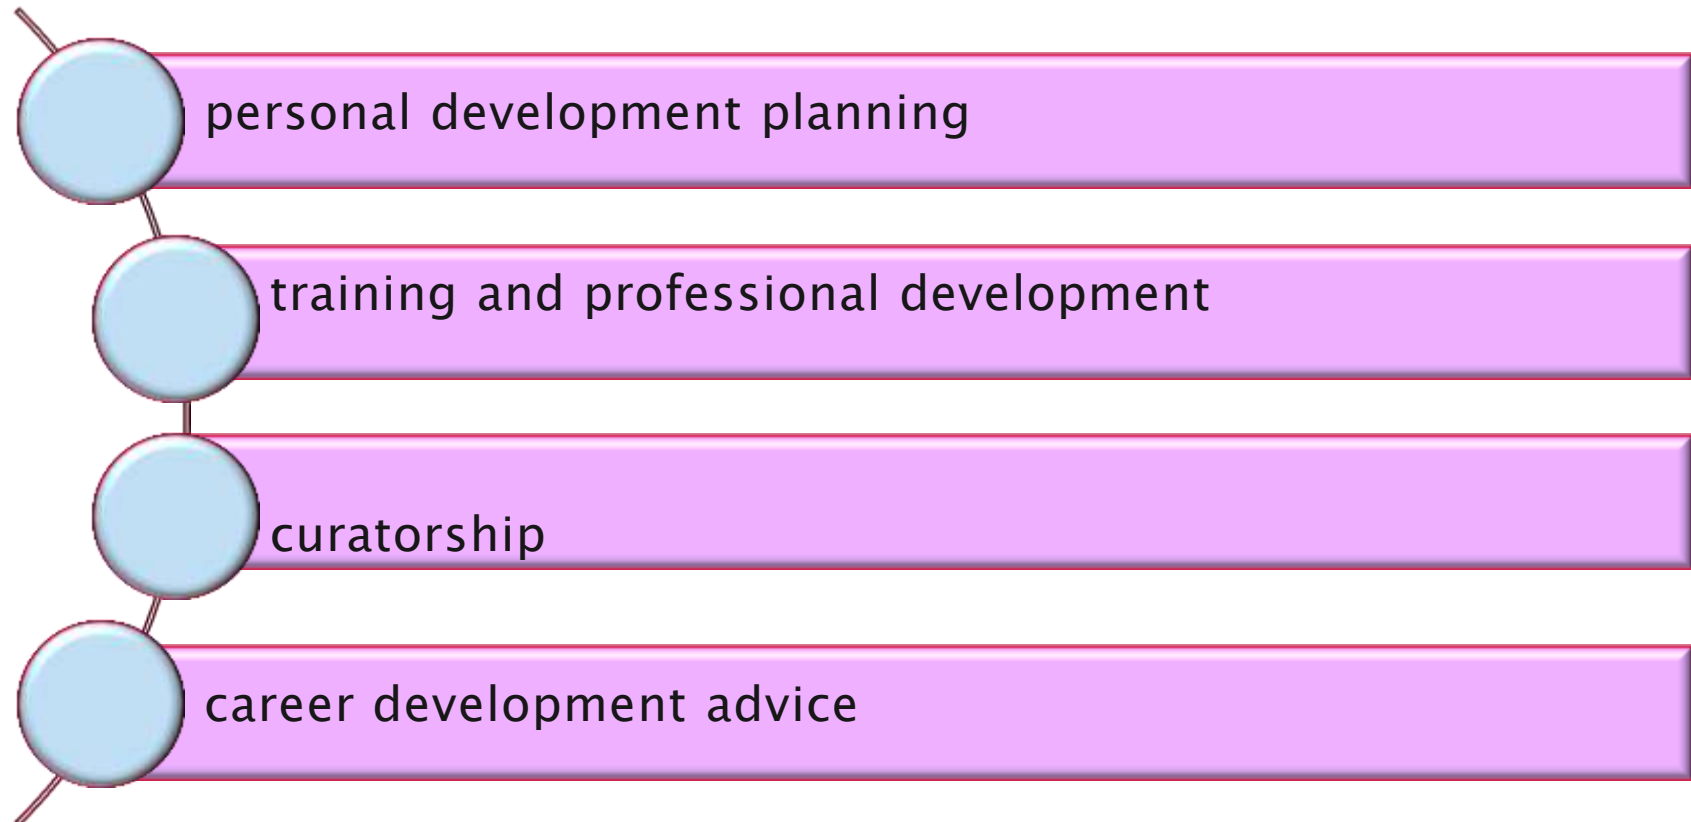 personal development planning
training and professional development
curatorship
career development advice